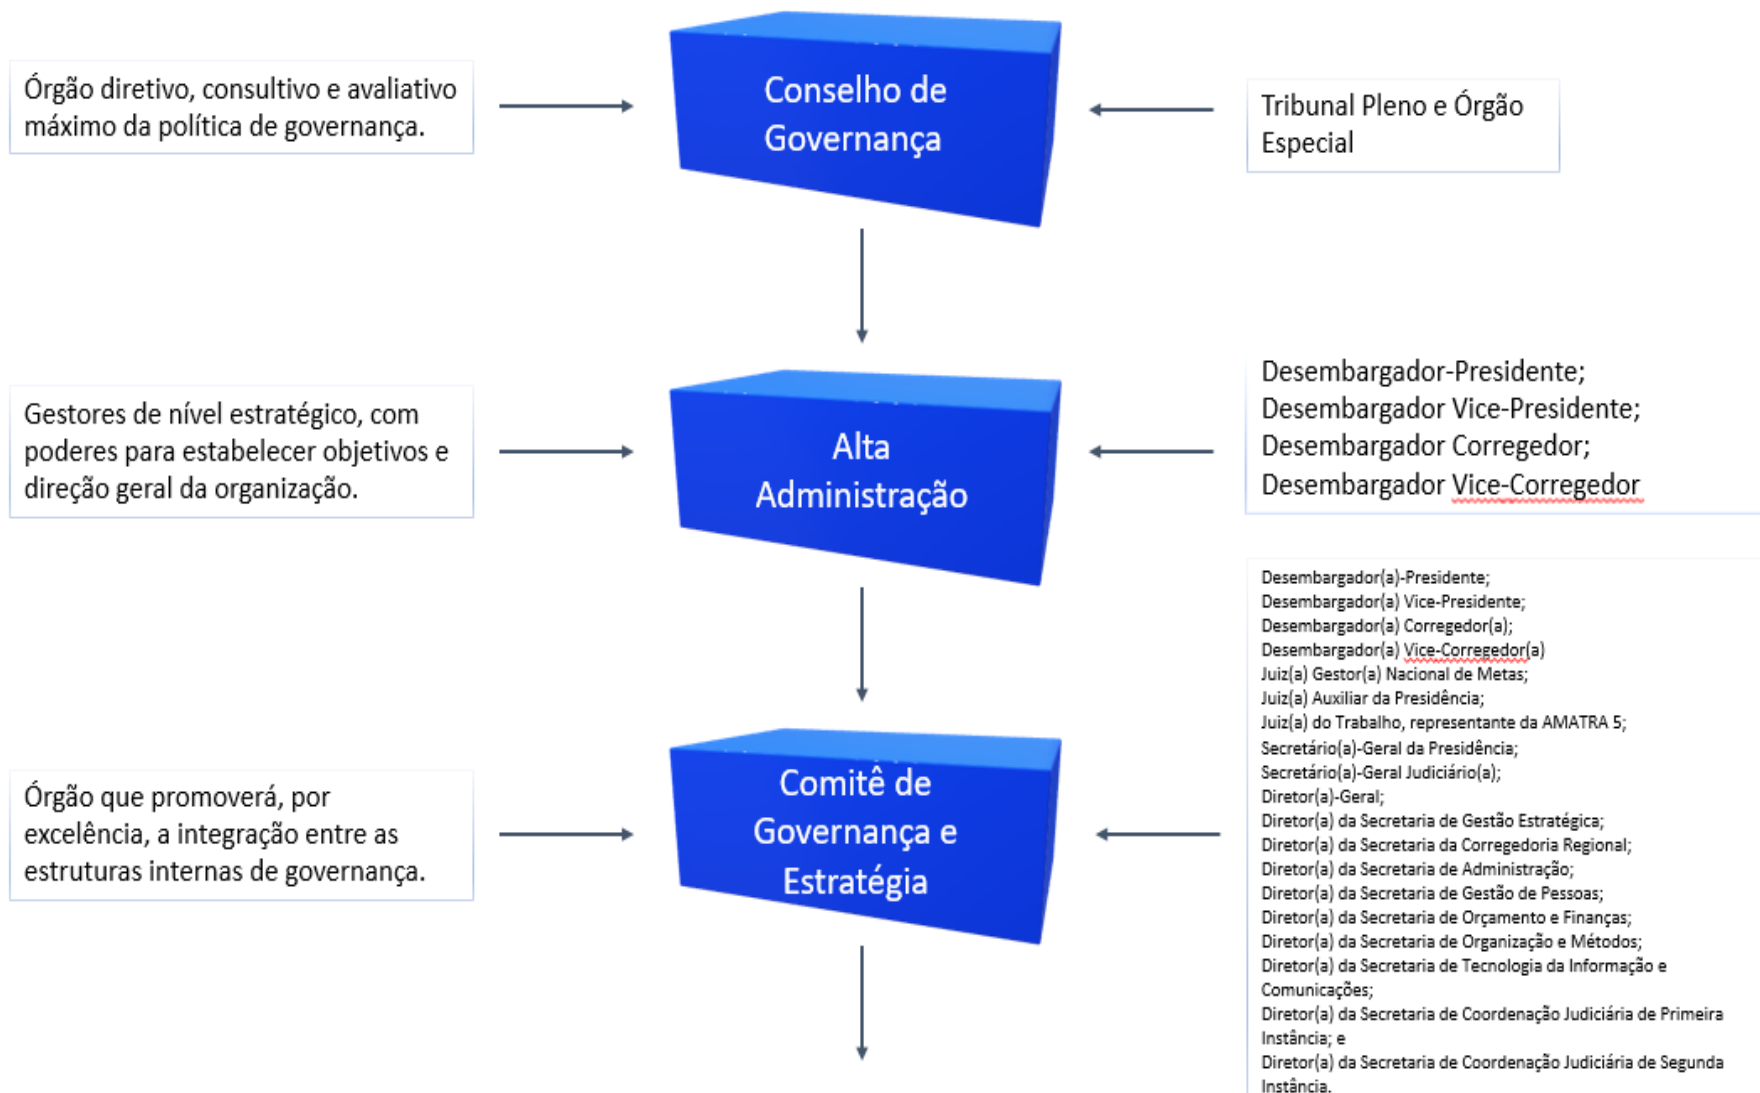 Órgão diretivo, consultivo e avaliativo
máximo da política de governança.
Conselho de
Governança
Tribunal Pleno e Órgão
Especial
Gestores de nível estratégico, com
poderes para estabelecer objetivos e
direção geral da organização.
Alta
Administração
Desembargador-Presidente;
Desembargador Vice-Presidente;
Desembargador Corregedor;
Desembargador Vice-Corregedor
Órgão que promoverá, por
excelência, a integração entre as
estruturas internas de governança.
Comitê de
Governança e
Estratégia
Desembargador(a)-Presidente;
Desembargador(a) Vice-Presidente;
Desembargador(a) Corregedor(a);
Desembargador(a) Vice-Corregedor(a)
Juiz(a) Gestor(a) Nacional de Metas;
Juiz(a) Auxiliar da Presidência;
Juiz(a) do Trabalho, representante da AMATRA 5;
Secretário(a)-Geral da Presidência;
Secretário(a)-Geral Judiciário(a);
Diretor(a)-Geral;
Diretor(a) da Secretaria de Gestão Estratégica;
Diretor(a) da Secretaria da Corregedoria Regional;
Diretor(a) da Secretaria de Administração;
Diretor(a) da Secretaria de Gestão de Pessoas;
Diretor(a) da Secretaria de Orçamento e Finanças;
Diretor(a) da Secretaria de Organização e Métodos;
Diretor(a) da Secretaria de Tecnologia da Informação e
Comunicações;
Diretor(a) da Secretaria de Coordenação Judiciária de Primeira
Instância; e
Diretor(a) da Secretaria de Coordenação Judiciária de Segunda
Instância.